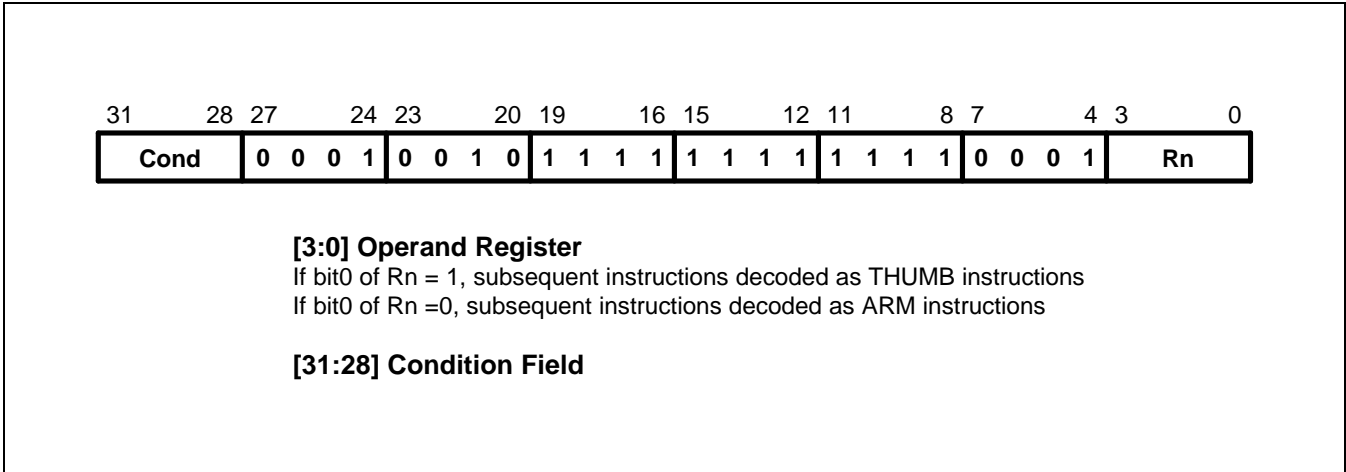 31 28 27 24 23 20 19 16 15 12 11 8 7 4 3 0
Cond 0 0 0 1 0 0 1 0 1 1 1 1 1 1 1 1 1 1 1 1 0 0 0 1 Rn
[3:0] Operand Register
If bit0 of Rn = 1, subsequent instructions decoded as THUMB instructions
If bit0 of Rn =0, subsequent instructions decoded as ARM instructions
[31:28] Condition Field